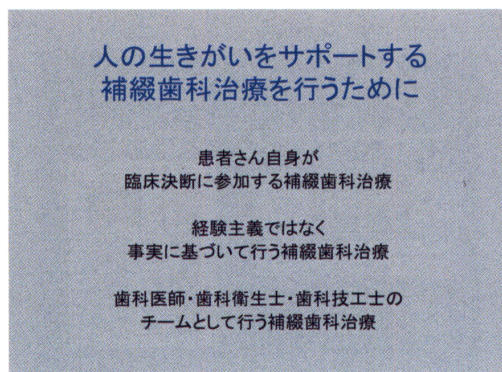 人の生きがいをサポートする
補綴歯科治療を行うために
患者さん自身が
臨床決断に参加する補綴歯科治療
経験主義ではなく
事実に基づいて行う補綴歯科治療
歯科医師・歯科衛生士・歯科技工士の
チームとして行う補綴歯科治療